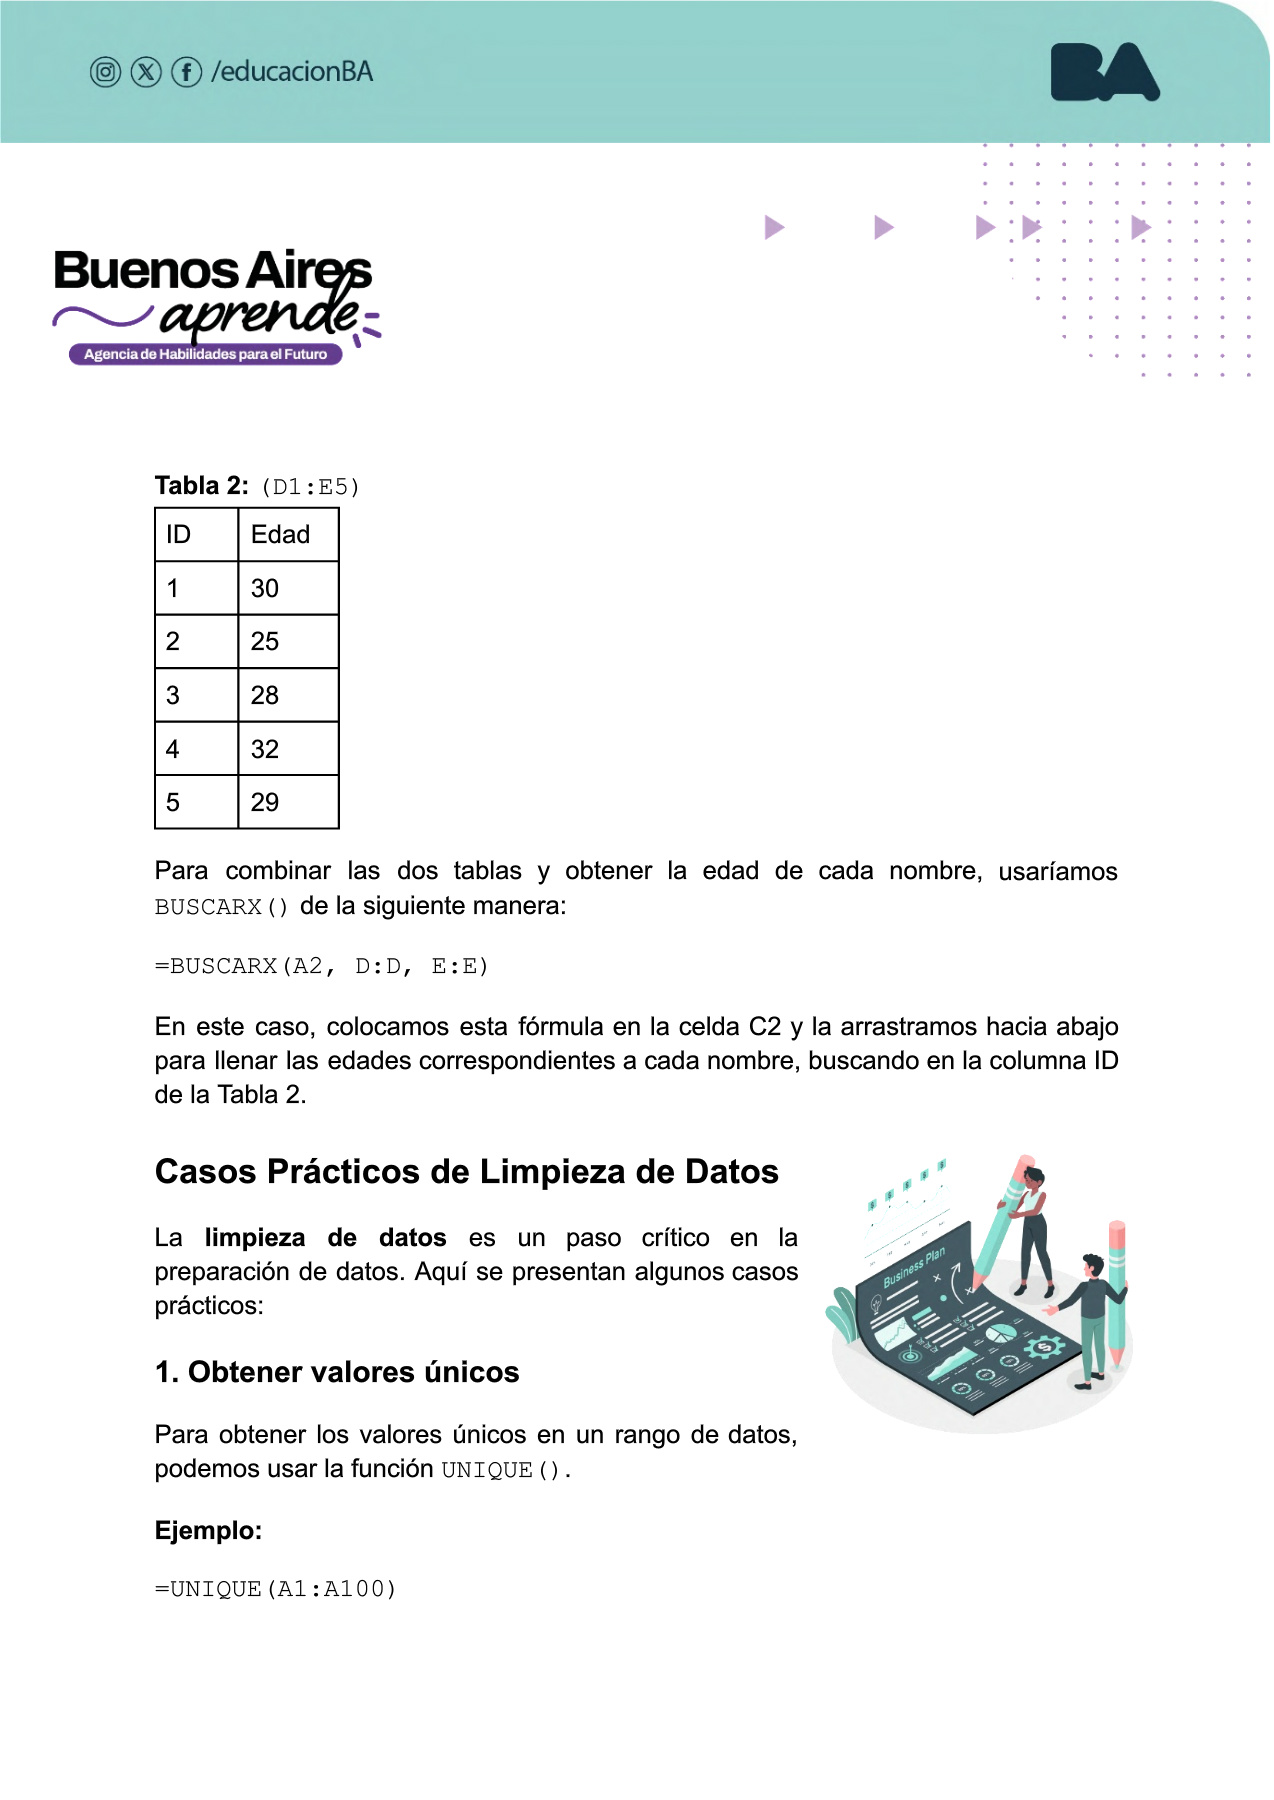 /educacionBA
BA
Buenos Aires
aprende
Agencia de Habilidades para el Futuro
Tabla 2: (D1:E5)
ID Edad
1 30
2 25
3 28
4 32
5 29
Para combinar las dos tablas y obtener la edad de cada nombre, usaríamos
BUSCARX() de la siguiente manera:
=BUSCARX(A2, D:D, E:E)
En este caso, colocamos esta fórmula en la celda C2 y la arrastramos hacia abajo
para llenar las edades correspondientes a cada nombre, buscando en la columna ID
de la Tabla 2.
Casos Prácticos de Limpieza de Datos
La limpieza de datos es un paso crítico en la
preparación de datos. Aquí se presentan algunos casos
prácticos:
Business Plan
1. Obtener valores únicos
Para obtener los valores únicos en un rango de datos,
podemos usar la función UNIQUE().
Ejemplo:
=UNIQUE(A1:A100)